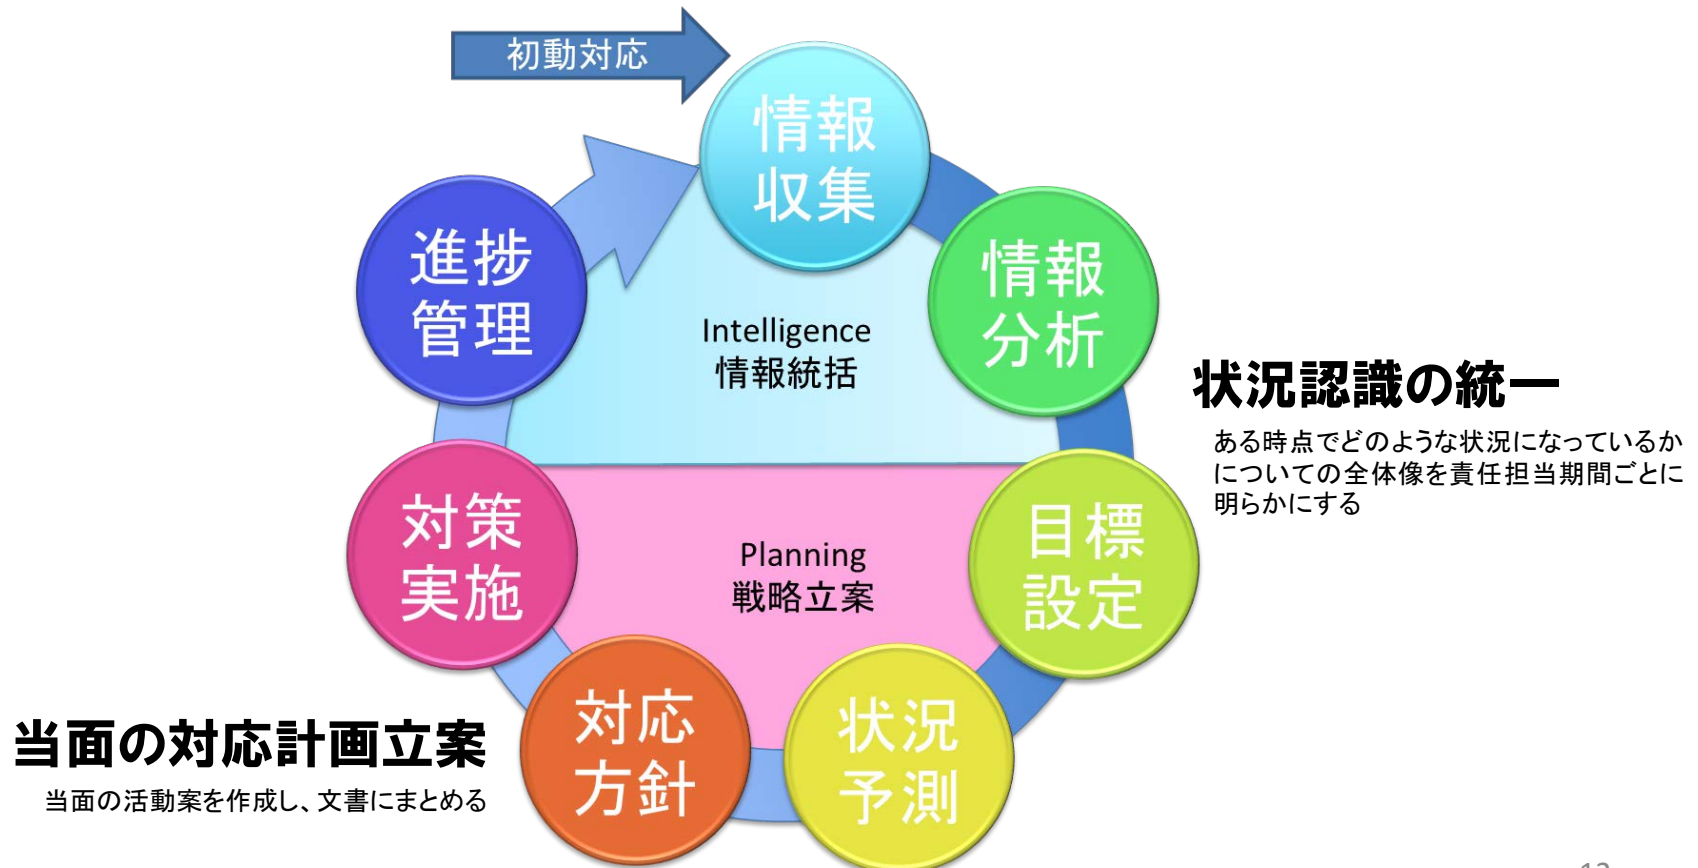 初動対応
情報
収集
情報
分析
進捗
管理
Intelligence
情報統括
状況認識の統一
ある時点でどのような状況になっているか
についての全体像を責任担当期間ごとに
明らかにする
対策
実施
目標
設定
Planning
戦略立案
対応
方針
状況
予測
当面の対応計画立案
当面の活動案を作成し、文書にまとめる